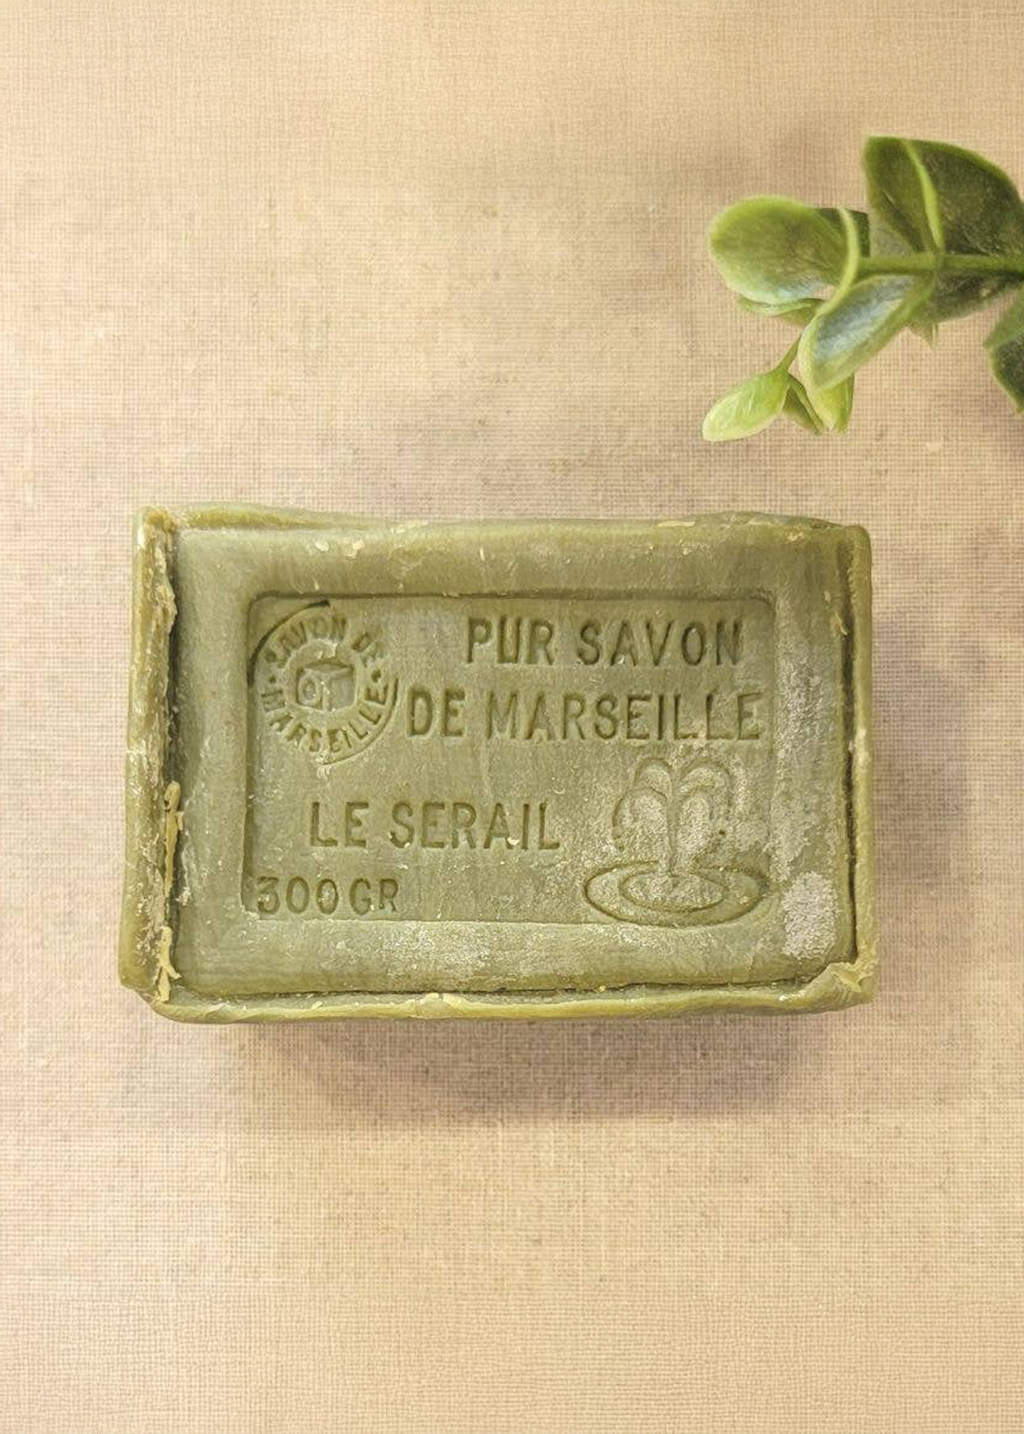 SAVON DE
MARSEILLE
PUR SAVON
DE MARSEILLE
LE SERAIL
300GR